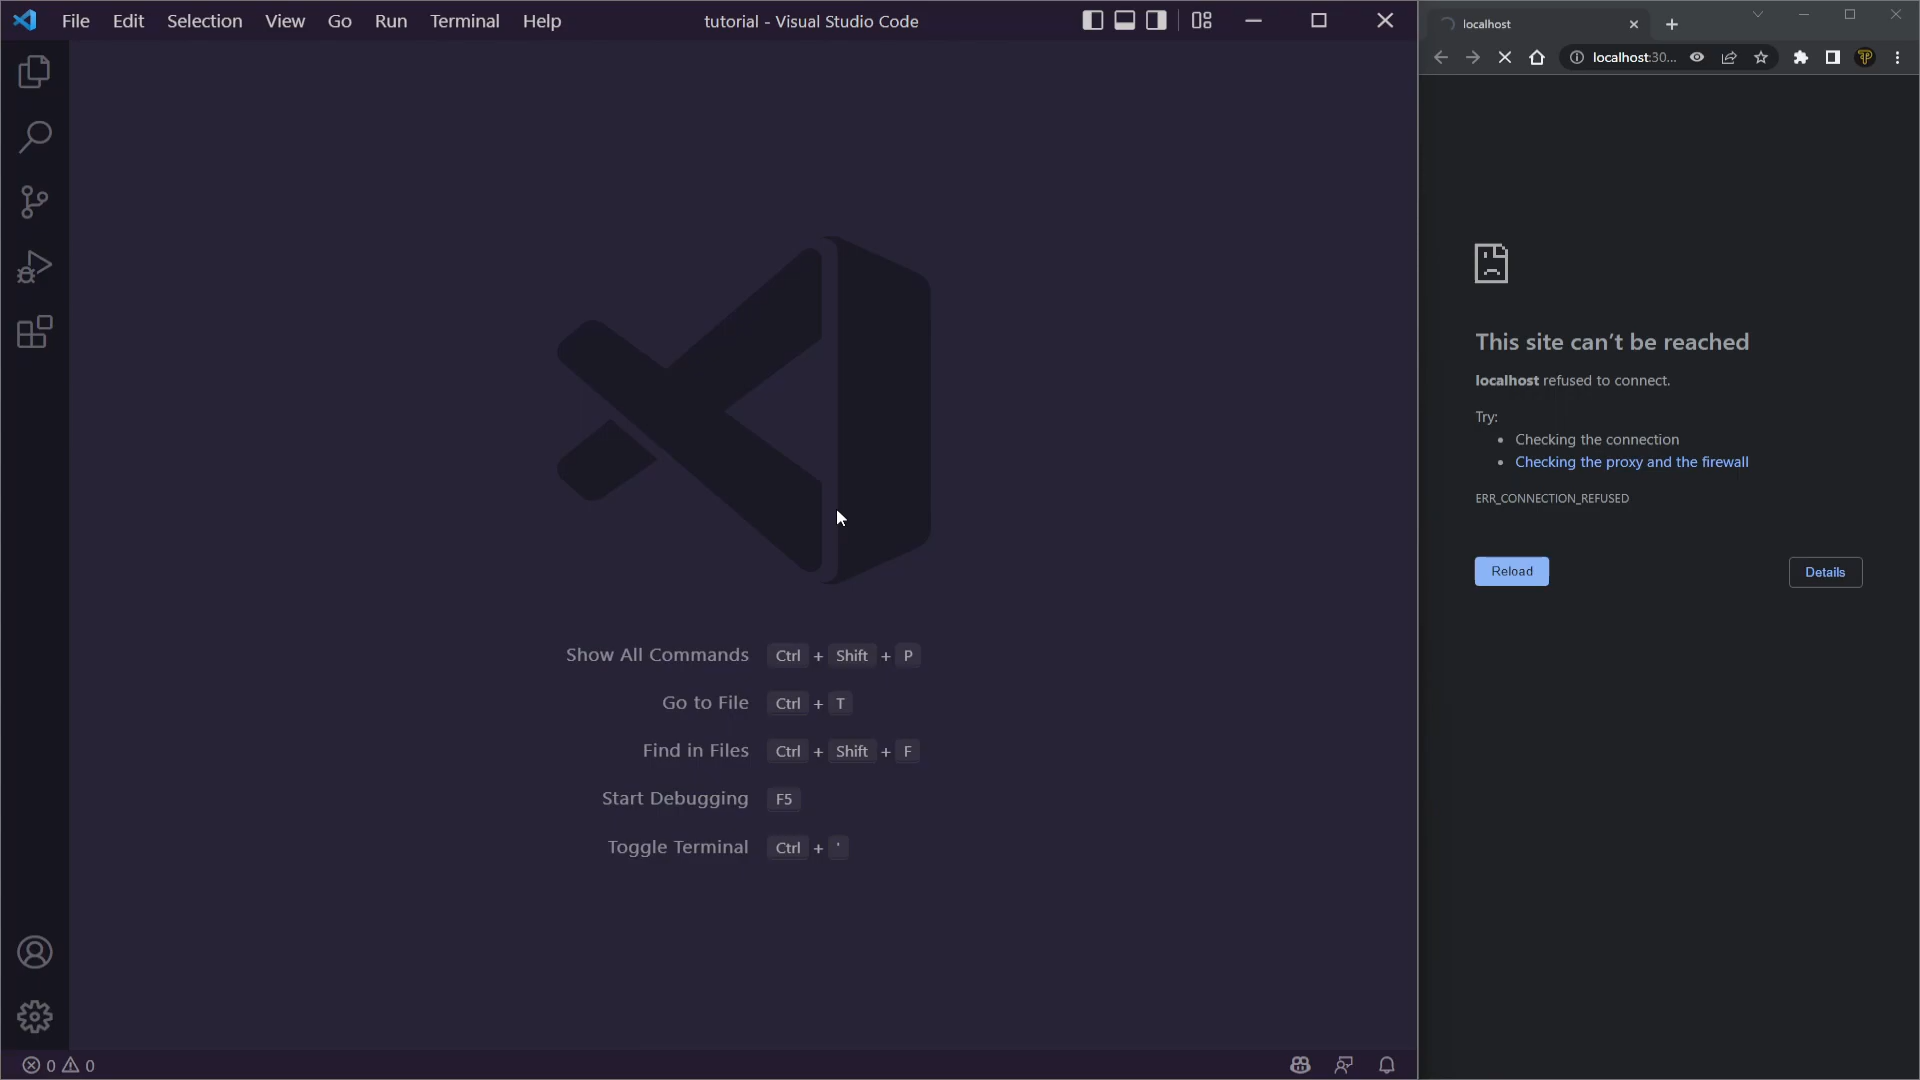 File Edit Selection View Go Run Terminal Help
tutorial - Visual Studio Code
localhost
localhost:30...
This site can’t be reached
localhost refused to connect.
Try:
• Checking the connection
• Checking the proxy and the firewall
ERR_CONNECTION_REFUSED
Reload
Details
Show All Commands Ctrl + Shift + P
Go to File Ctrl + T
Find in Files Ctrl + Shift + F
Start Debugging F5
Toggle Terminal Ctrl + '
0 0